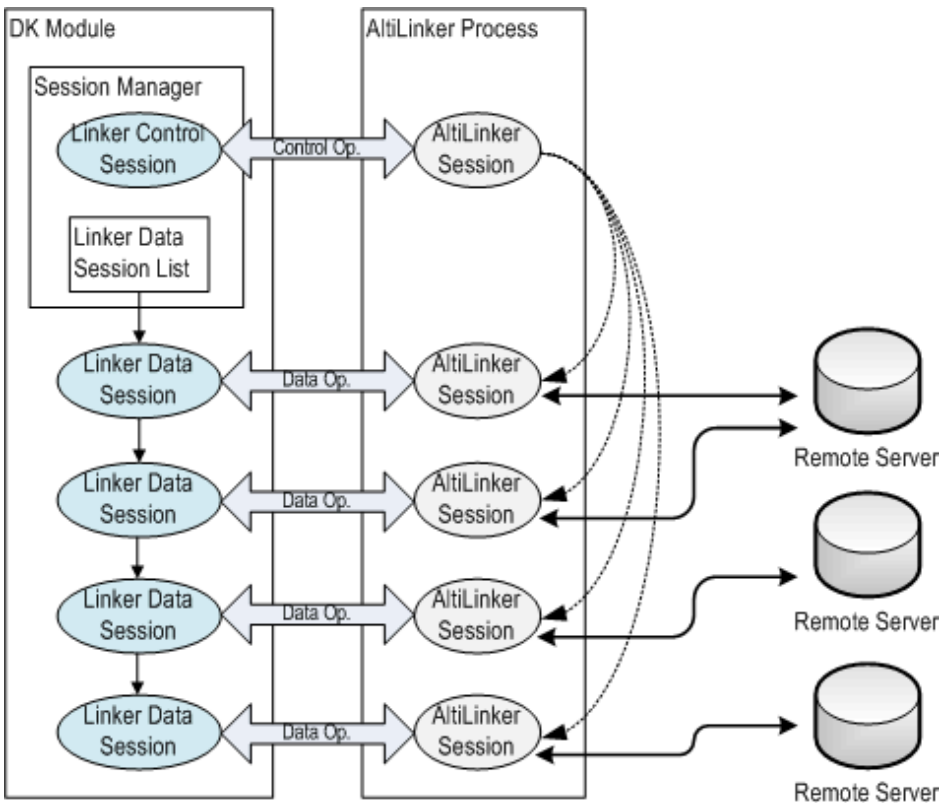 DK Module
AltiLinker Process
Session Manager
Linker Control
Session
Control Op.
AltiLinker
Session
Linker Data
Session List
Linker Data
Session
Data Op.
AltiLinker
Session
Remote Server
Linker Data
Session
Data Op.
AltiLinker
Session
Linker Data
Session
Data Op.
AltiLinker
Session
Remote Server
Linker Data
Session
Data Op.
AltiLinker
Session
Remote Server